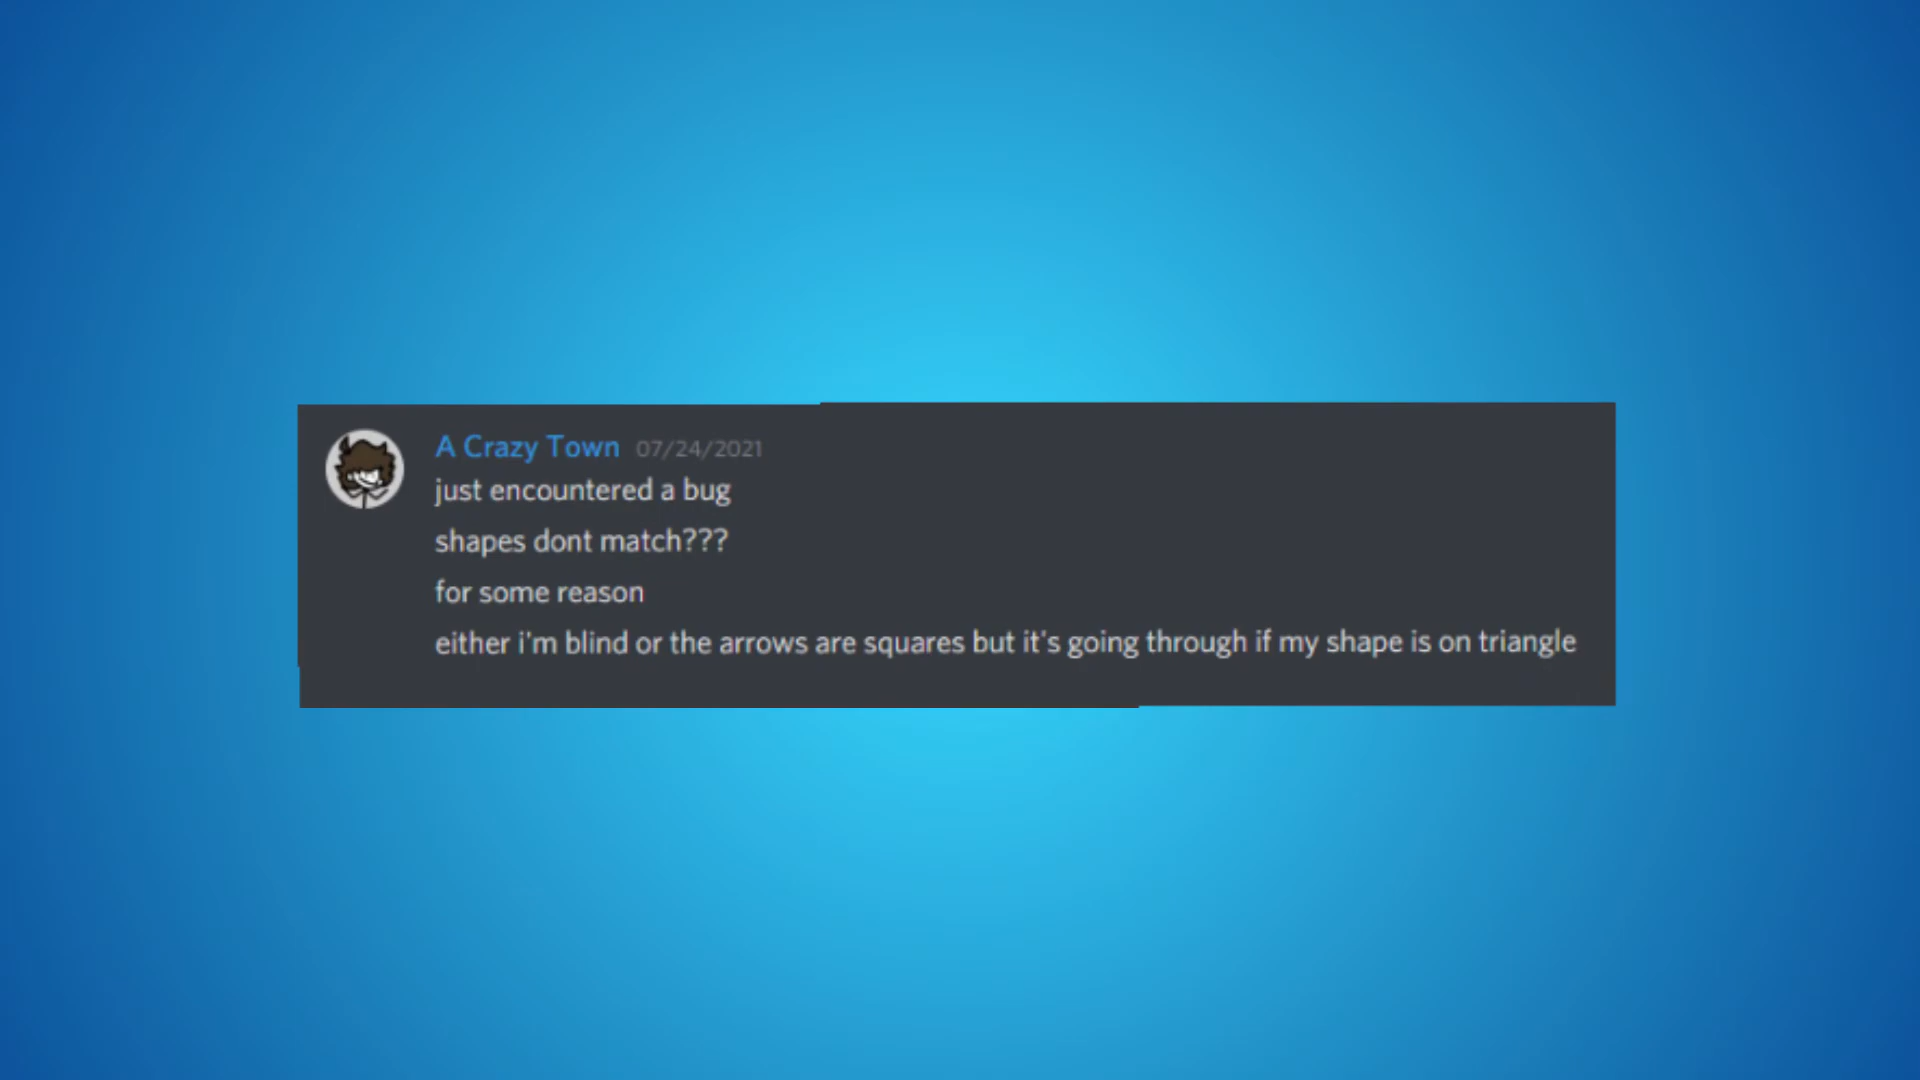 A Crazy Town 07/24/2021
just encountered a bug
shapes dont match???
for some reason
either i'm blind or the arrows are squares but it's going through if my shape is on triangle